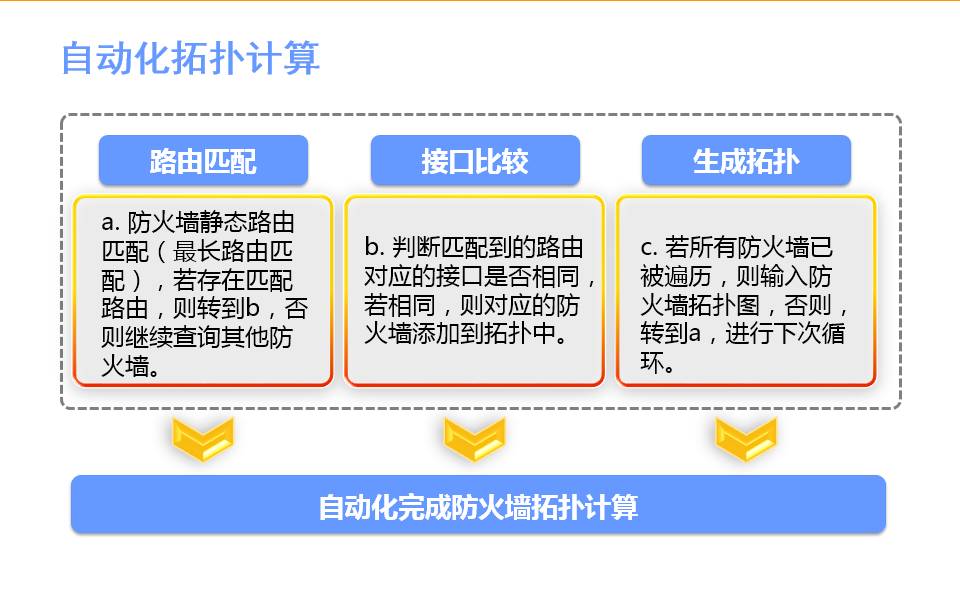 自动化拓扑计算
路由匹配
a. 防火墙静态路由
匹配（最长路由匹
配），若存在匹配
路由，则转到b，否
则继续查询其他防
火墙。
接口比较
b. 判断匹配到的路由
对应的接口是否相同，
若相同，则对应的防
火墙添加到拓扑中。
生成拓扑
c. 若所有防火墙已
被遍历，则输入防
火墙拓扑图，否则，
转到a，进行下次循
环。
自动化完成防火墙拓扑计算